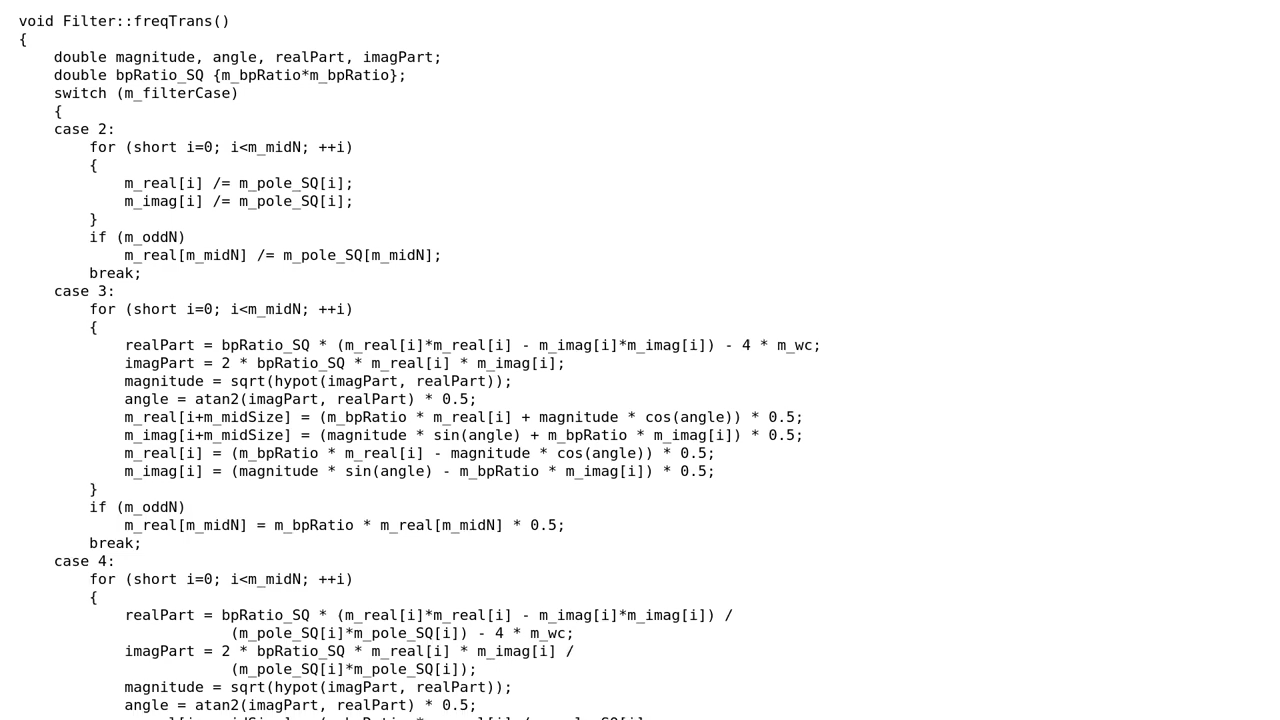 void Filter::freqTrans()
{
    double magnitude, angle, realPart, imagPart;
    double bpRatio_SQ {m_bpRatio*m_bpRatio};
    switch (m_filterCase)
    {
    case 2:
        for (short i=0; i<m_midN; ++i)
        {
            m_real[i] /= m_pole_SQ[i];
            m_imag[i] /= m_pole_SQ[i];
        }
        if (m_oddN)
            m_real[m_midN] /= m_pole_SQ[m_midN];
        break;
    case 3:
        for (short i=0; i<m_midN; ++i)
        {
            realPart = bpRatio_SQ * (m_real[i]*m_real[i] - m_imag[i]*m_imag[i]) - 4 * m_wc;
            imagPart = 2 * bpRatio_SQ * m_real[i] * m_imag[i];
            magnitude = sqrt(hypot(imagPart, realPart));
            angle = atan2(imagPart, realPart) * 0.5;
            m_real[i+m_midSize] = (m_bpRatio * m_real[i] + magnitude * cos(angle)) * 0.5;
            m_imag[i+m_midSize] = (magnitude * sin(angle) + m_bpRatio * m_imag[i]) * 0.5;
            m_real[i] = (m_bpRatio * m_real[i] - magnitude * cos(angle)) * 0.5;
            m_imag[i] = (magnitude * sin(angle) - m_bpRatio * m_imag[i]) * 0.5;
        }
        if (m_oddN)
            m_real[m_midN] = m_bpRatio * m_real[m_midN] * 0.5;
        break;
    case 4:
        for (short i=0; i<m_midN; ++i)
        {
            realPart = bpRatio_SQ * (m_real[i]*m_real[i] - m_imag[i]*m_imag[i]) /
                        (m_pole_SQ[i]*m_pole_SQ[i]) - 4 * m_wc;
            imagPart = 2 * bpRatio_SQ * m_real[i] * m_imag[i] /
                        (m_pole_SQ[i]*m_pole_SQ[i]);
            magnitude = sqrt(hypot(imagPart, realPart));
            angle = atan2(imagPart, realPart) * 0.5;